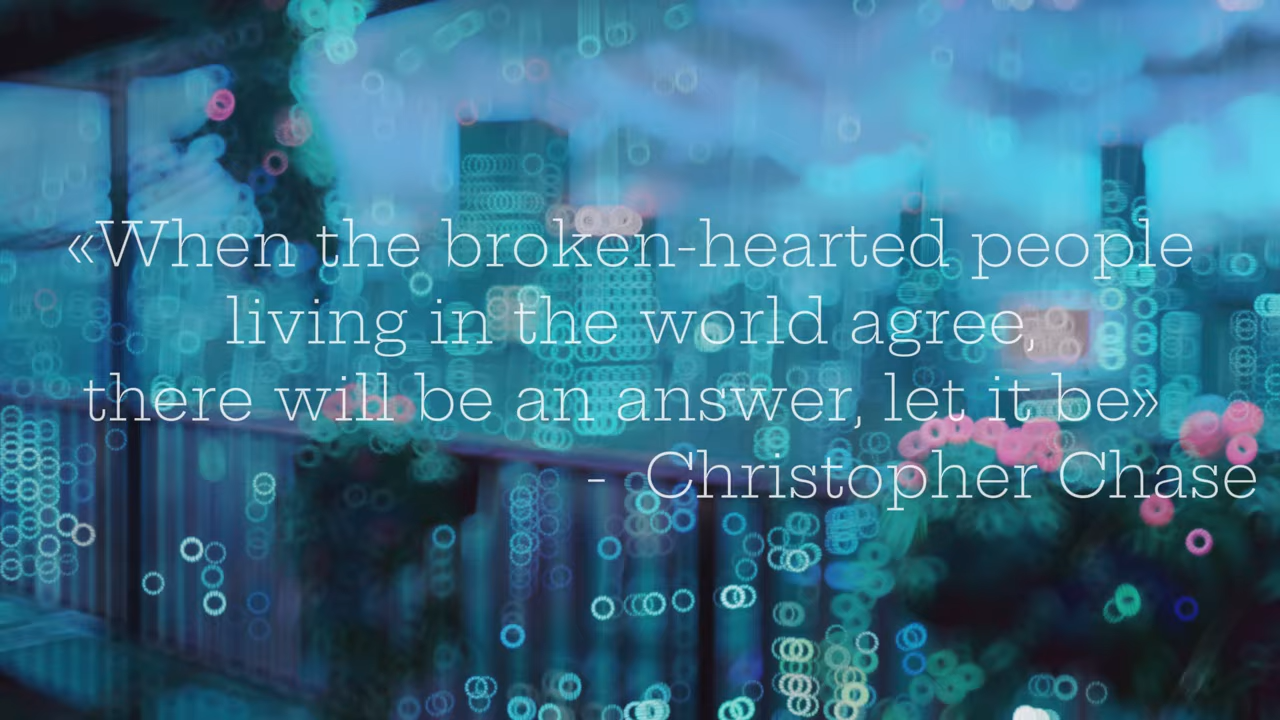 «When the broken-hearted people
living in the world agree,
there will be an answer, let it be»
- Christopher Chase